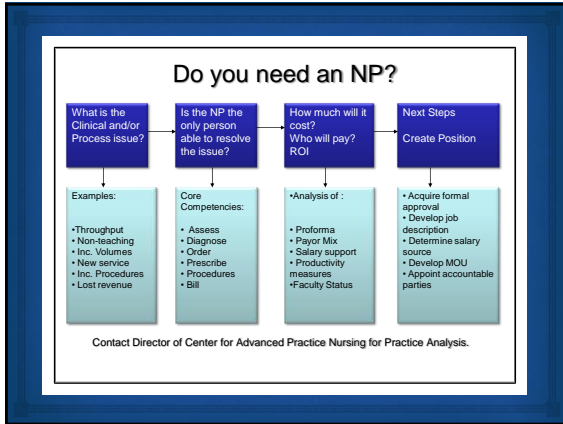 Do you need an NP?
What is the
Clinical and/or
Process issue?
Is the NP the
only person
able to resolve
the issue?
How much will it
cost?
Who will pay?
ROI
Next Steps
Create Position
Examples:
•Throughput
• Non-teaching
• Inc. Volumes
• New service
• Inc. Procedures
• Lost revenue
Core
Competencies:
• Assess
• Diagnose
• Order
• Prescribe
• Procedures
• Bill
•Analysis of :
• Proforma
• Payor Mix
• Salary support
• Productivity
measures
•Faculty Status
• Acquire formal
approval
• Develop job
description
• Determine salary
source
• Develop MOU
• Appoint accountable
parties
Contact Director of Center for Advanced Practice Nursing for Practice Analysis.